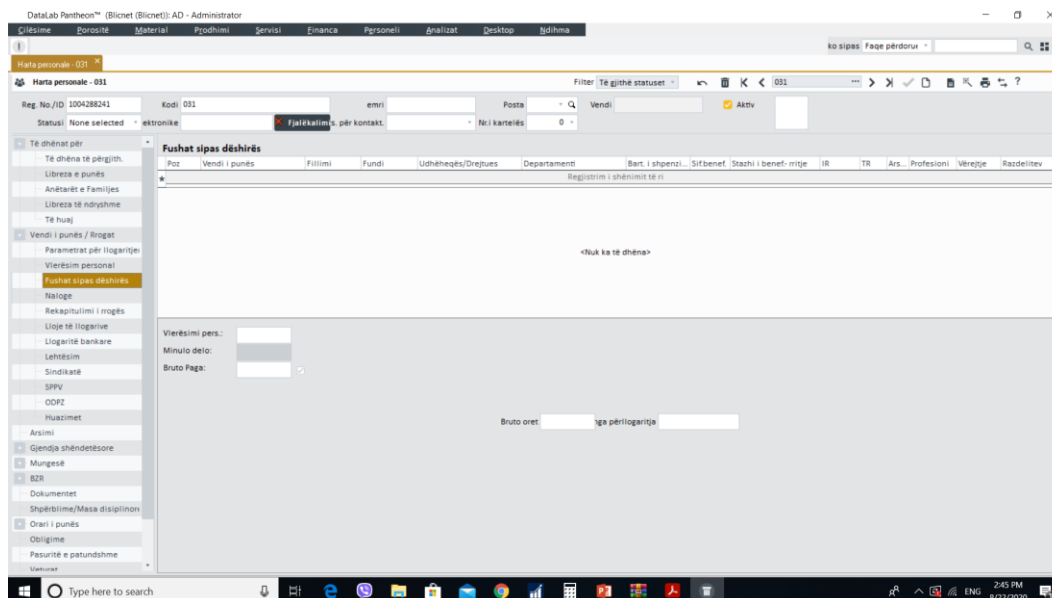 DataLab Pantheon™ (Blicnet (Blicnet)): AD - Administrator
Cilësime Porositë Material Prodhimi Servisi Financa Personeli Analizat Desktop Ndihma
ko sipas Faqe përdorur
Harta personale - 031
Harta personale - 031 Filter Të gjithë statuset 031
Reg. No./ID 1004288241 Kodi 031 emri Posta Vendi Aktiv
Statusi None selected ektronike Fjalëkalimi s. për kontakt. Nr.i kartelës 0
Të dhënat për
Të dhëna të përgjith.
Libreza e punës
Anëtarët e Familjes
Libreza të ndryshme
Të huaj
Vendi i punës / Rrogat
Parametrat për llogaritjes
Vlerësim personal
Fushat sipas dëshirës
Naloge
Rekapitulimi i rrogës
Lloje të llogarive
Llogaritë bankare
Lehtësim
Sindikatë
SPPV
ODPZ
Huazimet
Arsimi
Gjendja shëndetësore
Mungesë
BZR
Dokumentet
Shpërblime/Masa disiplinore
Orari i punës
Obligime
Pasuritë e patundshme
Veturat
Fushat sipas dëshirës
Poz Vendi i punës Fillimi Fundi Udhëheqës/Drejtues Departamenti Bart. i shpenzi... Sif.benef. Stazhi i benef.- rritje IR TR Ars... Profesioni Vërejtje Razdelitev
Regjistrim i shënimit të ri
<Nuk ka të dhëna>
Vlerësimi pers.:
Minulo delo:
Bruto Paga:
Bruto oret nga përllogaritja
Type here to search ENG 2:45 PM
9/22/2020